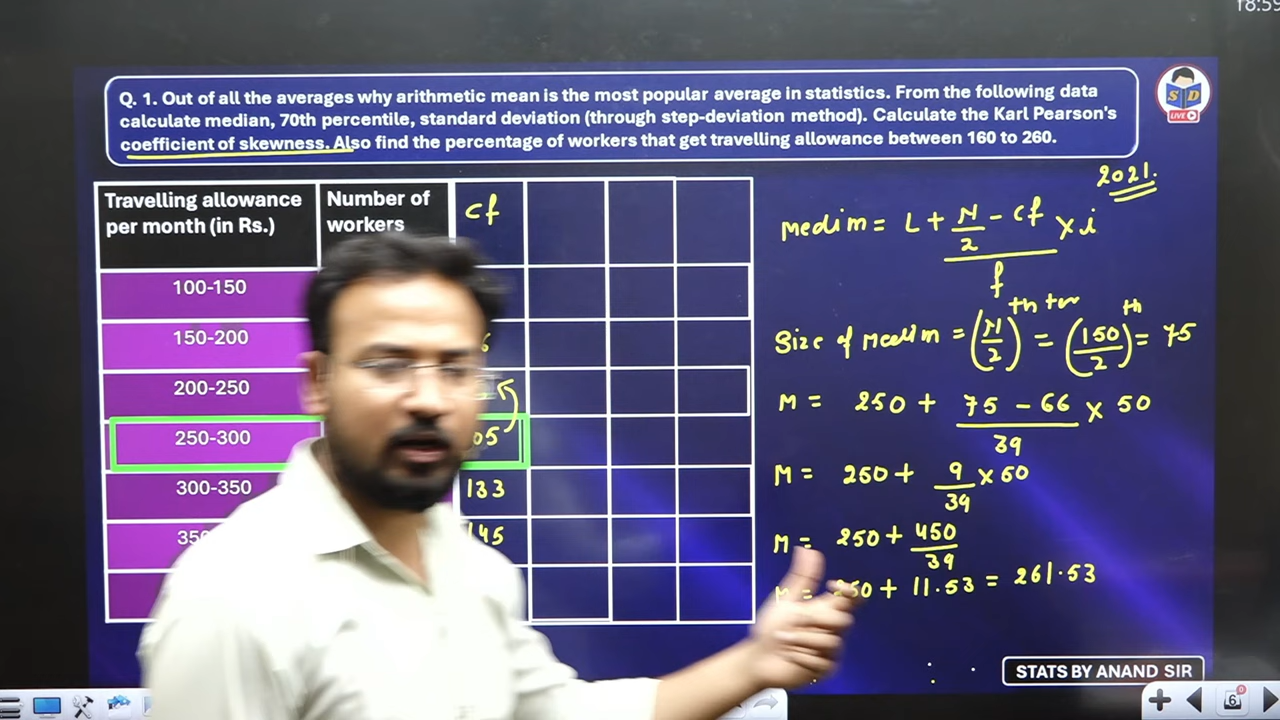 18:59
Q. 1. Out of all the averages why arithmetic mean is the most popular average in statistics. From the following data
calculate median, 70th percentile, standard deviation (through step-deviation method). Calculate the Karl Pearson's
coefficient of skewness. Also find the percentage of workers that get travelling allowance between 160 to 260.
S D
LIVE
2021.
Travelling allowance
per month (in Rs.)
Number of
workers
cf
100-150
150-200
200-250
250-300
300-350
133
145
Median = L + N/2 - cf / f × i
Size of Median = (N/2)th = (150/2)th = 75
M = 250 + 75 - 66 / 39 × 50
M = 250 + 9/39 × 50
M = 250 + 450/39
250 + 11.53 = 261.53
STATS BY ANAND SIR
6